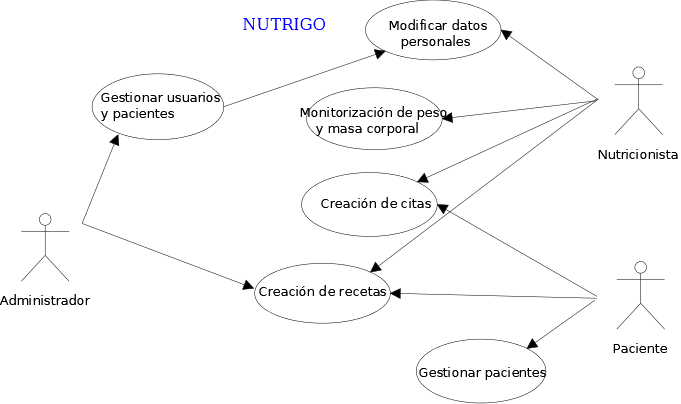 NUTRIGO
Modificar datos
personales
Gestionar usuarios
y pacientes
Monitorización de peso
y masa corporal
Nutricionista
Creación de citas
Creación de recetas
Administrador
Paciente
Gestionar pacientes